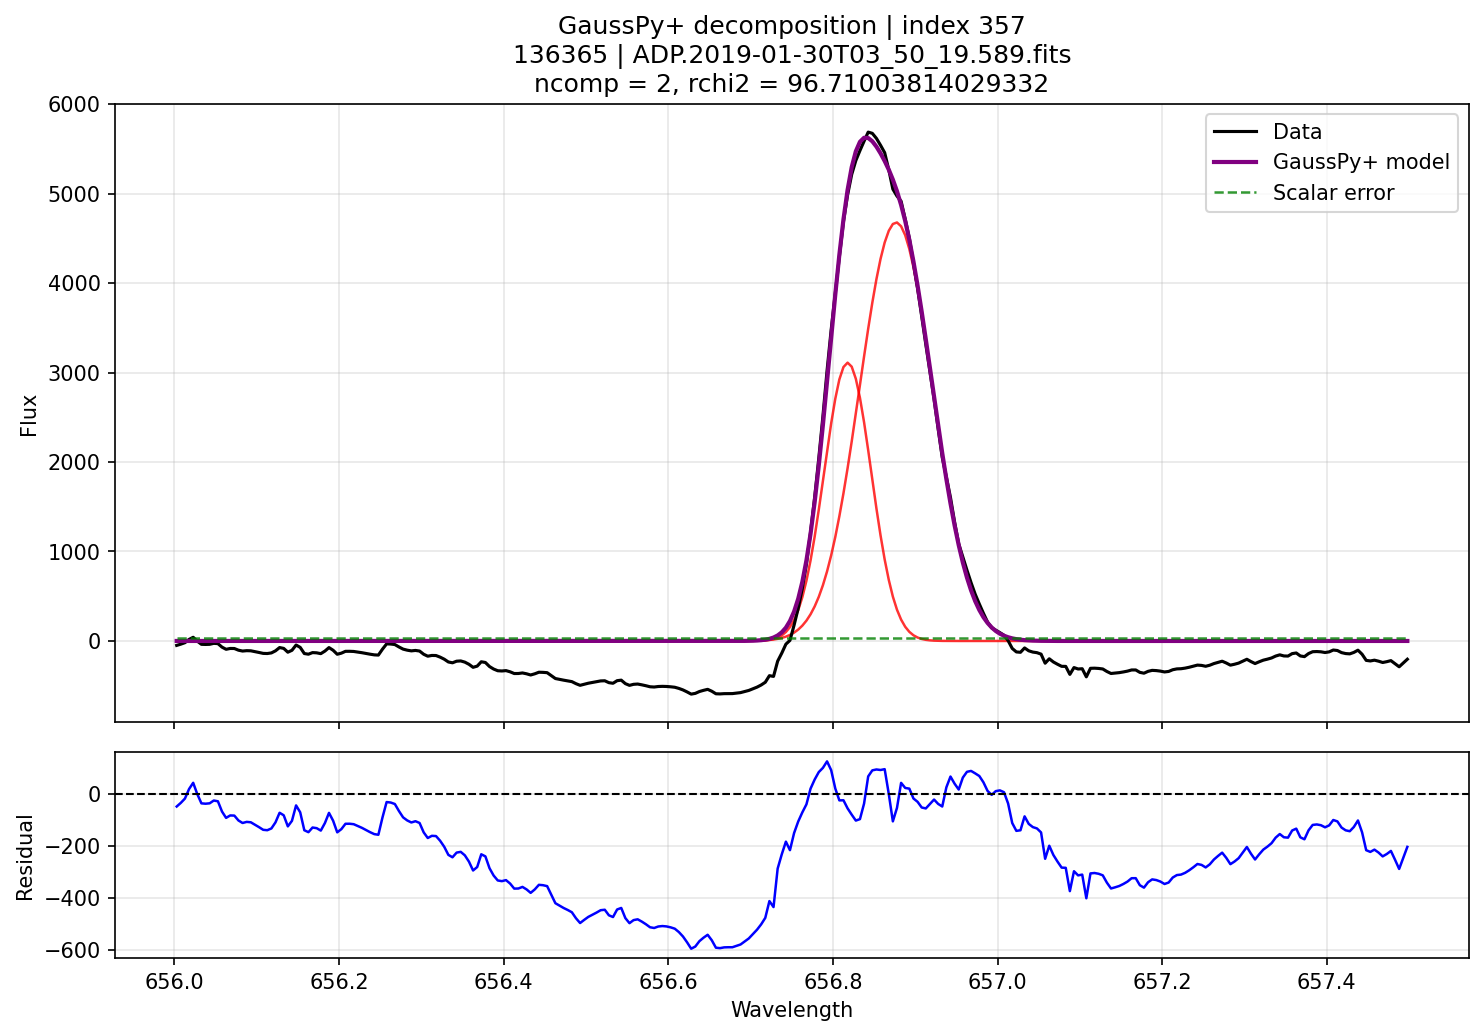 GaussPy+ decomposition | index 357
136365 | ADP.2019-01-30T03_50_19.589.fits
ncomp = 2, rchi2 = 96.71003814029332
6000
5000
4000
3000
2000
1000
0
Flux
Data
GaussPy+ model
Scalar error
0
−200
−400
−600
Residual
656.0
656.2
656.4
656.6
656.8
657.0
657.2
657.4
Wavelength